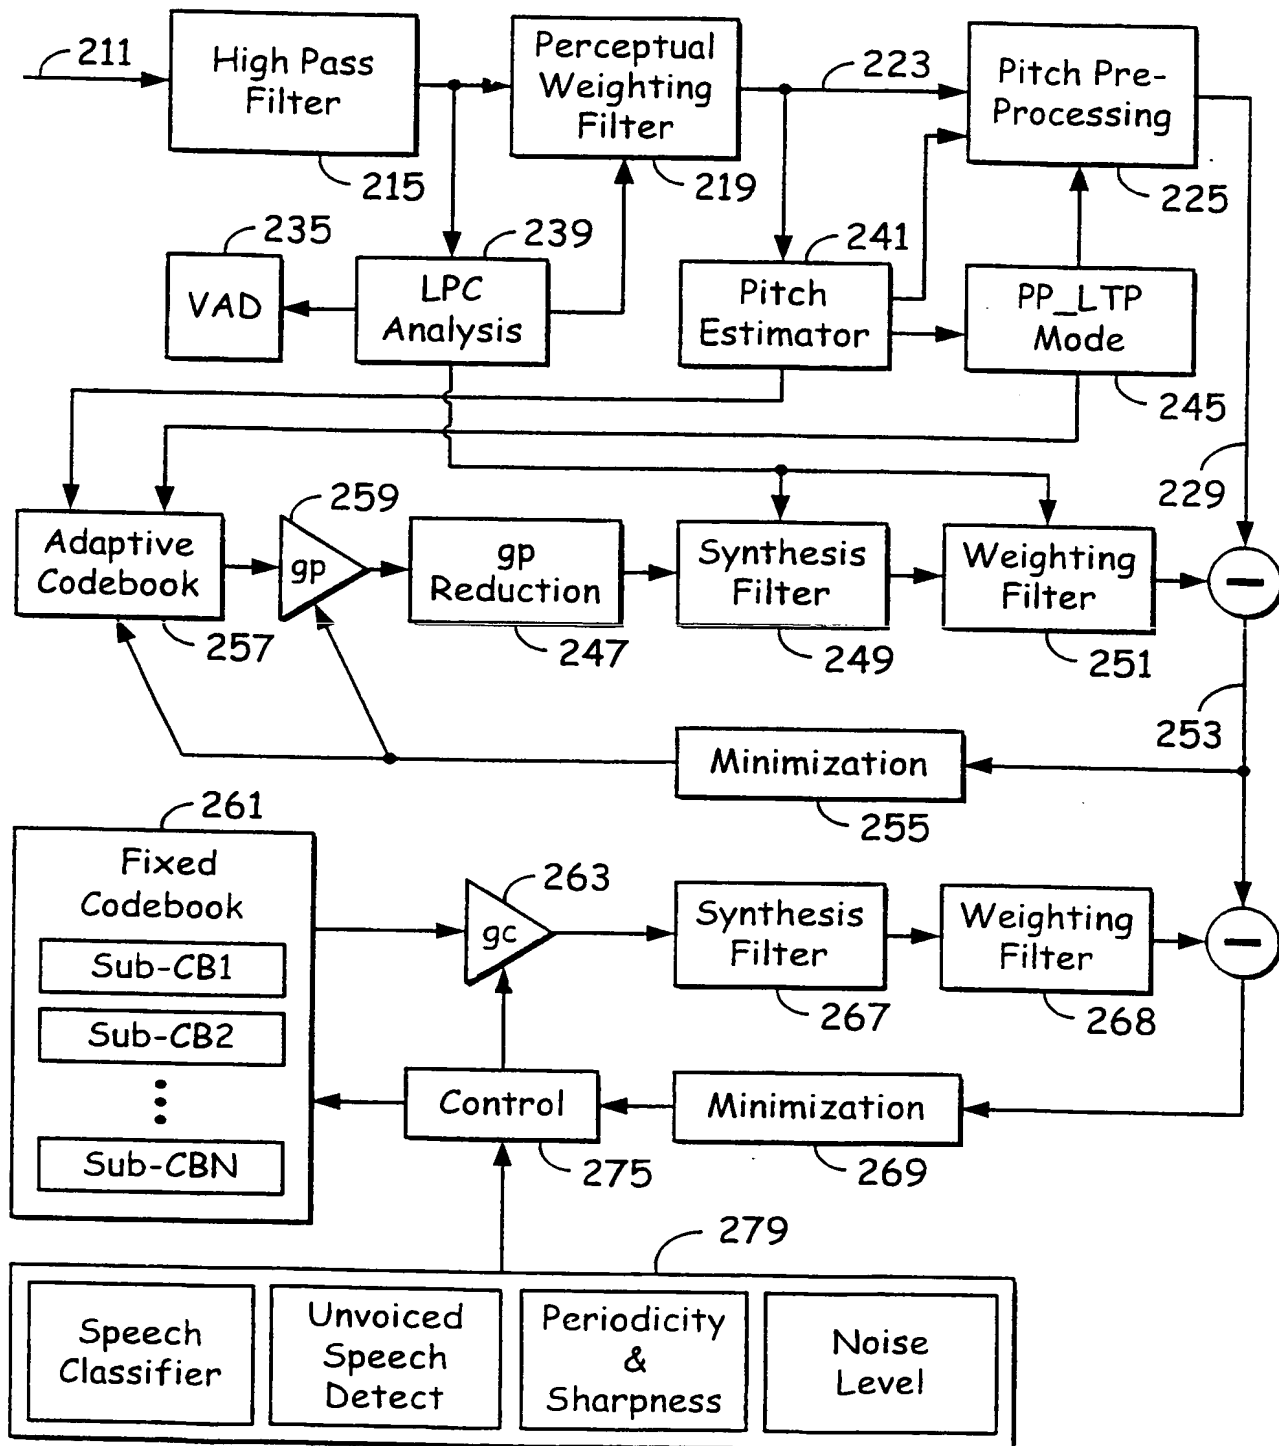 211
High Pass
Filter
215
Perceptual
Weighting
Filter
219
223
Pitch Pre-
Processing
225
235
VAD
239
LPC
Analysis
241
Pitch
Estimator
PP_LTP
Mode
245
229
259
Adaptive
Codebook
257
gp
gp
Reduction
247
Synthesis
Filter
249
Weighting
Filter
251
253
Minimization
255
261
Fixed
Codebook
Sub-CB1
Sub-CB2
Sub-CBN
263
gc
Synthesis
Filter
267
Weighting
Filter
268
Control
275
Minimization
269
279
Speech
Classifier
Unvoiced
Speech
Detect
Periodicity
&
Sharpness
Noise
Level